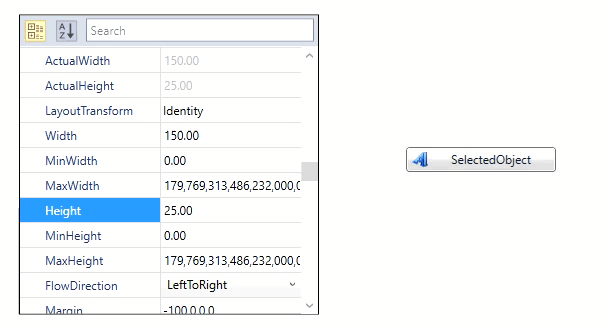 Search
ActualWidth 150.00
ActualHeight 25.00
LayoutTransform Identity
Width 150.00
MinWidth 0.00
MaxWidth 179,769,313,486,232,000,0
Height 25.00
MinHeight 0.00
MaxHeight 179,769,313,486,232,000,0
FlowDirection LeftToRight
Margin -100,0,0,0
SelectedObject